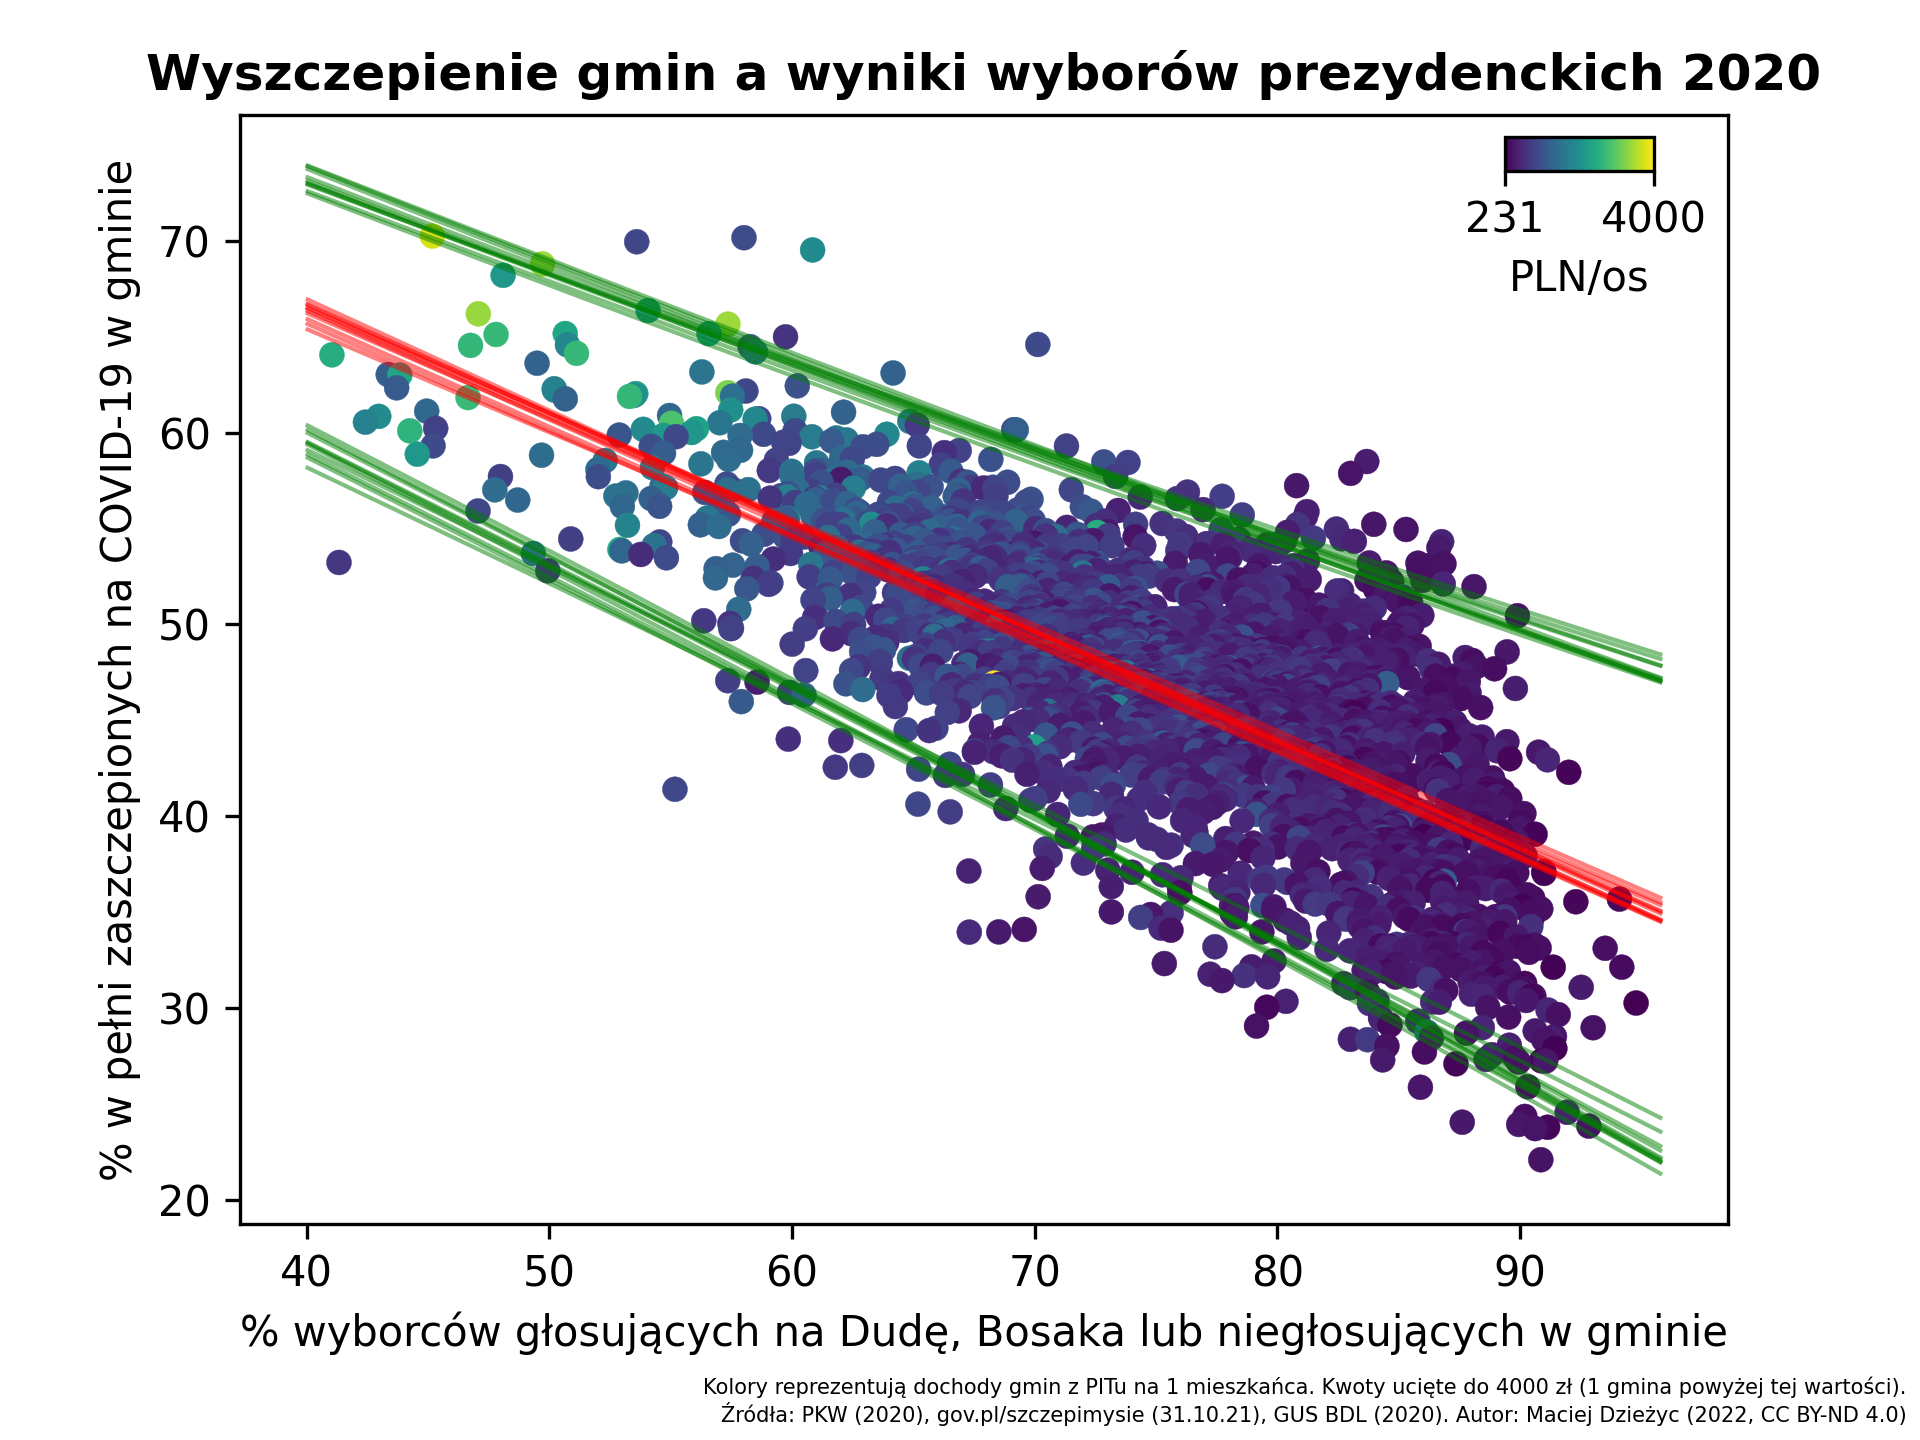 Wyszczepienie gmin a wyniki wyborów prezydenckich 2020
231 4000
PLN/os
% w pełni zaszczepionych na COVID-19 w gminie
70
60
50
40
30
20
40 50 60 70 80 90
% wyborców głosujących na Dudę, Bosaka lub niegłosujących w gminie
Kolory reprezentują dochody gmin z PITu na 1 mieszkańca. Kwoty ucięte do 4000 zł (1 gmina powyżej tej wartości).
Źródła: PKW (2020), gov.pl/szczepimysie (31.10.21), GUS BDL (2020). Autor: Maciej Dzieżyc (2022, CC BY-ND 4.0)